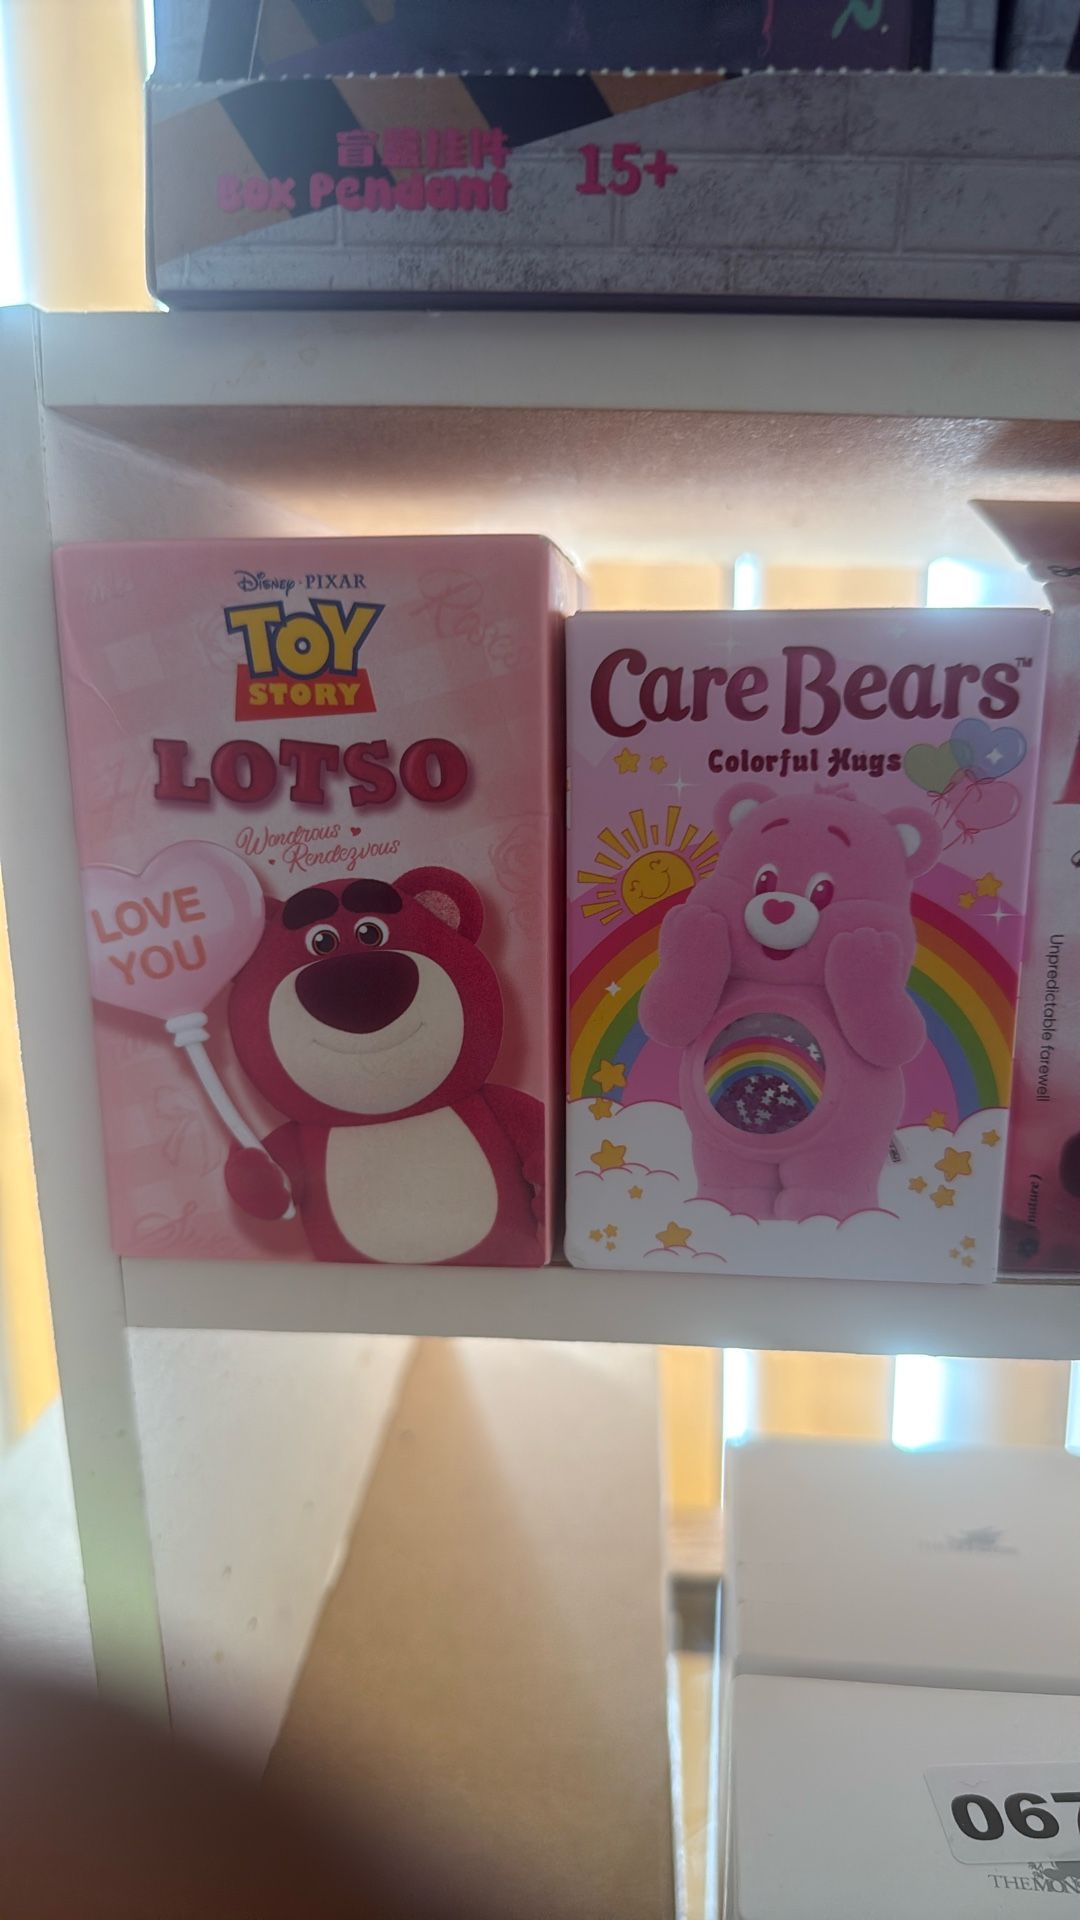 盲盒挂件
Box Pendant
15+
Disney · PIXAR
TOY
STORY
LOTSO
Wondrous
Rendezvous
LOVE
YOU
Care Bears™
Colorful Hugs
Unpredictable farewell
067
THEMON